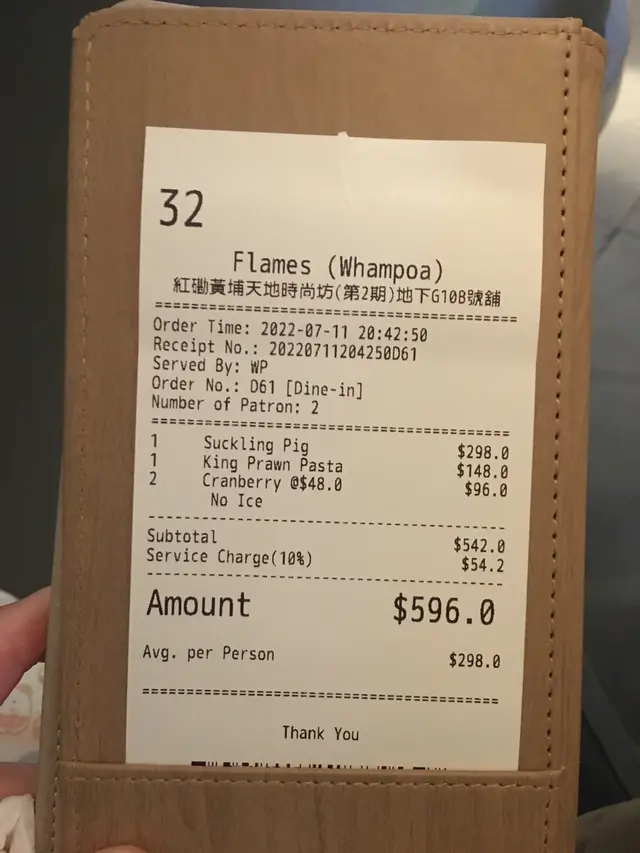 32
Flames (Whampoa)
紅磡黃埔天地時尚坊(第2期)地下G10B號舖
==========================================
Order Time: 2022-07-11 20:42:50
Receipt No.: 20220711204250D61
Served By: WP
Order No.: D61 [Dine-in]
Number of Patron: 2
==========================================
1 Suckling Pig $298.0
1 King Prawn Pasta $148.0
2 Cranberry @$48.0 $96.0
No Ice
------------------------------------------
Subtotal $542.0
Service Charge(10%) $54.2
------------------------------------------
Amount $596.0
Avg. per Person $298.0
==========================================
Thank You